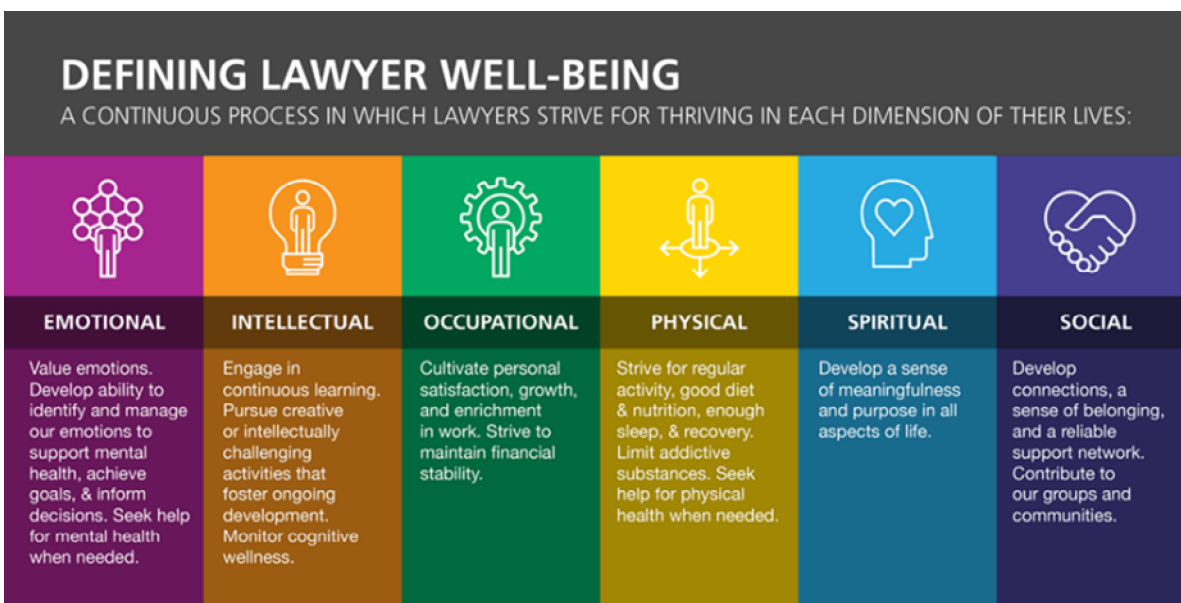 DEFINING LAWYER WELL-BEING
A CONTINUOUS PROCESS IN WHICH LAWYERS STRIVE FOR THRIVING IN EACH DIMENSION OF THEIR LIVES:
EMOTIONAL
Value emotions.
Develop ability to
identify and manage
our emotions to
support mental
health, achieve
goals, & inform
decisions. Seek help
for mental health
when needed.
INTELLECTUAL
Engage in
continuous learning.
Pursue creative
or intellectually
challenging
activities that
foster ongoing
development.
Monitor cognitive
wellness.
OCCUPATIONAL
Cultivate personal
satisfaction, growth,
and enrichment
in work. Strive to
maintain financial
stability.
PHYSICAL
Strive for regular
activity, good diet
& nutrition, enough
sleep, & recovery.
Limit addictive
substances. Seek
help for physical
health when needed.
SPIRITUAL
Develop a sense
of meaningfulness
and purpose in all
aspects of life.
SOCIAL
Develop
connections, a
sense of belonging,
and a reliable
support network.
Contribute to
our groups and
communities.